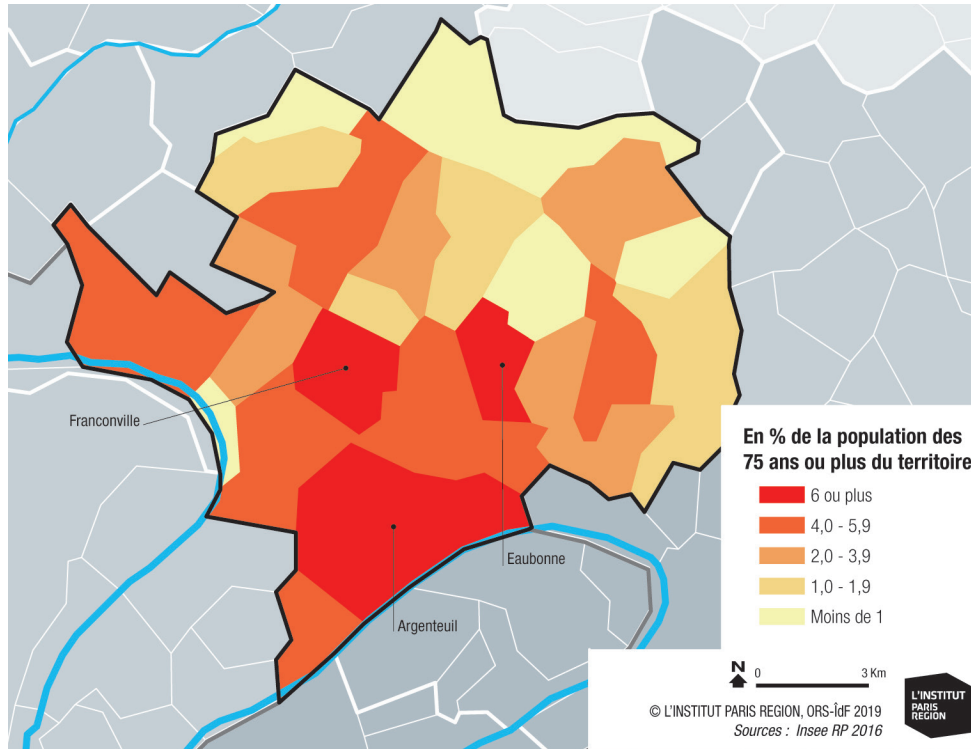 Franconville
Eaubonne
Argenteuil
En % de la population des
75 ans ou plus du territoire
6 ou plus
4,0 - 5,9
2,0 - 3,9
1,0 - 1,9
Moins de 1
N
0 3 Km
© L'INSTITUT PARIS REGION, ORS-ÎdF 2019
Sources : Insee RP 2016
L'INSTITUT
PARIS
REGION